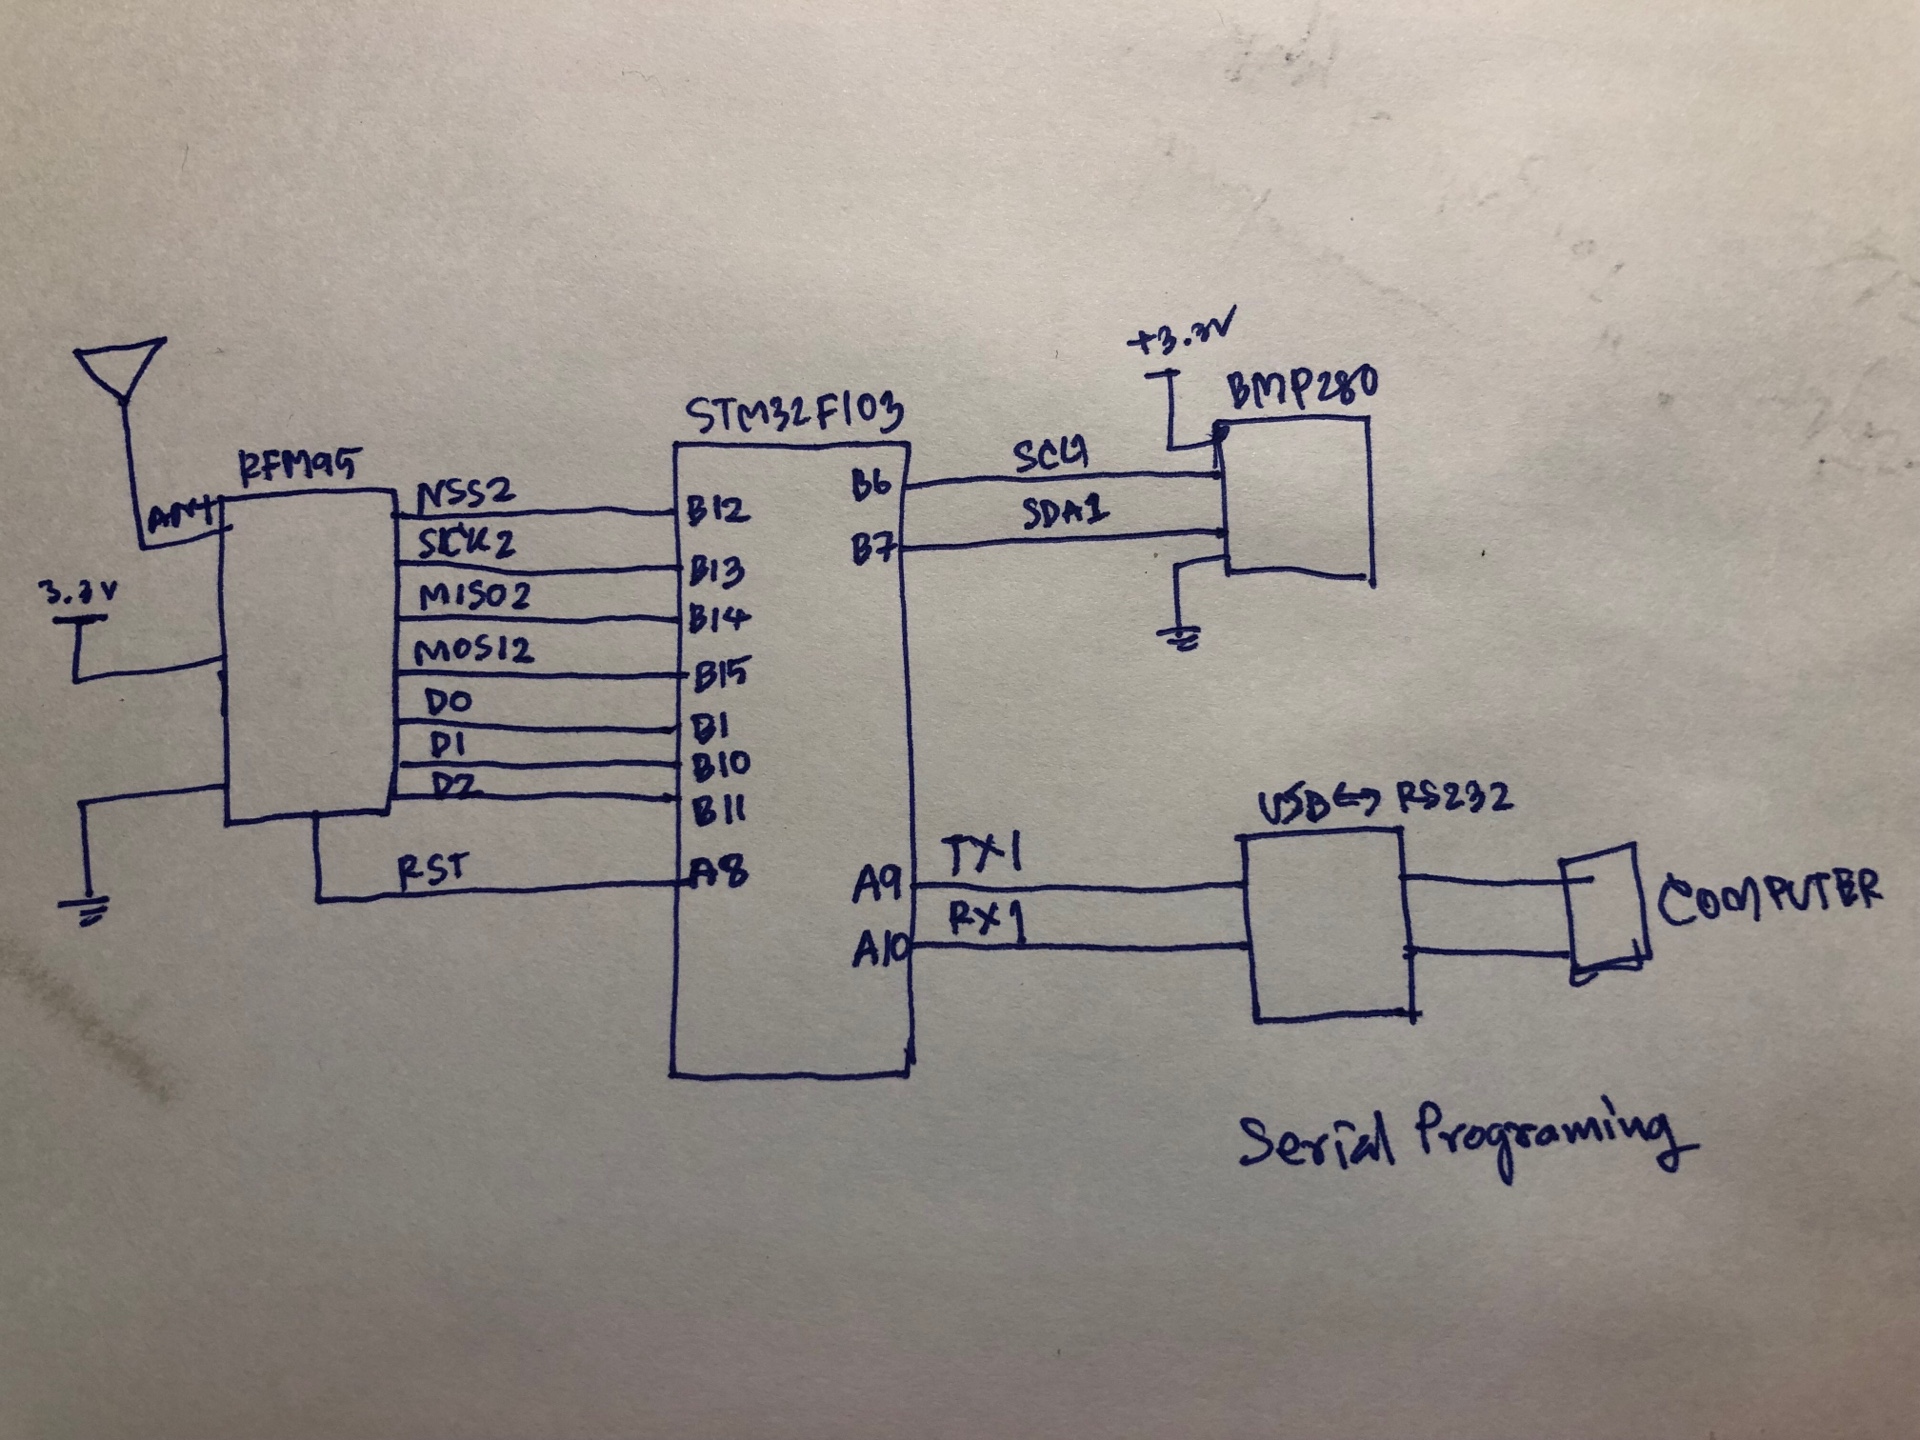 +3.3V
BMP280
STM32F103
RFM95
ANT
NSS2
SCK2
MISO2
MOSI2
D0
D1
D2
RST
3.3V
B12
B13
B14
B15
B1
B10
B11
A8
B6
B7
A9
A10
SCL1
SDA1
TX1
RX1
USB↔RS232
COMPUTER
Serial Programing